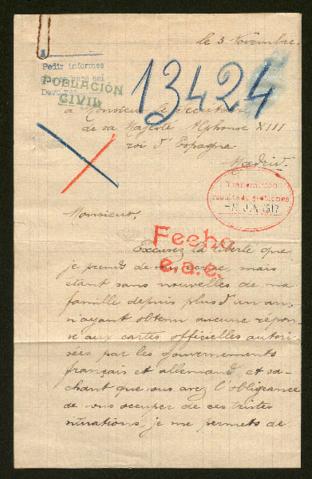 le 3 Novembre.
Pedir informes
POBLACIÓN
CIVIL
13424
à Monsieur le Secrétaire
de sa Majesté Alphonse XIII
roi d'Espagne
Madrid.
Monsieur,
Fecha
e.a.e.
Excusez la liberté que
je prends de mais
étant sans nouvelles de ma
famille depuis plus d'un an
n'ayant obtenu aucune répon-
se aux cartes officielles autori-
sées par les gouvernements
français et allemand, et sa-
chant que vous avez l'obligeance
de vous occuper de ces tristes
situations, je me permets de